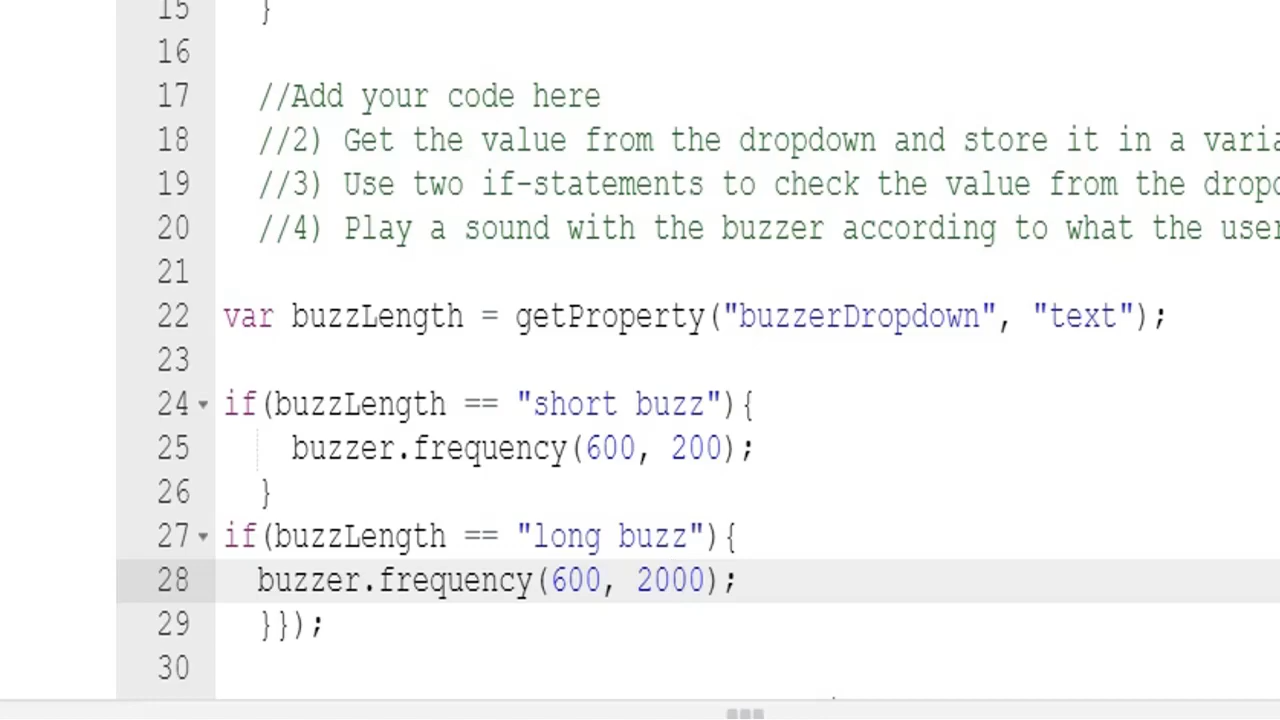 15 }
16
17 //Add your code here
18 //2) Get the value from the dropdown and store it in a
19 //3) Use two if-statements to check the value from the
20 //4) Play a sound with the buzzer according to what the user
21
22 var buzzLength = getProperty("buzzerDropdown", "text");
23
24 if(buzzLength == "short buzz"){
25 buzzer.frequency(600, 200);
26 }
27 if(buzzLength == "long buzz"){
28 buzzer.frequency(600, 2000);
29 }});
30